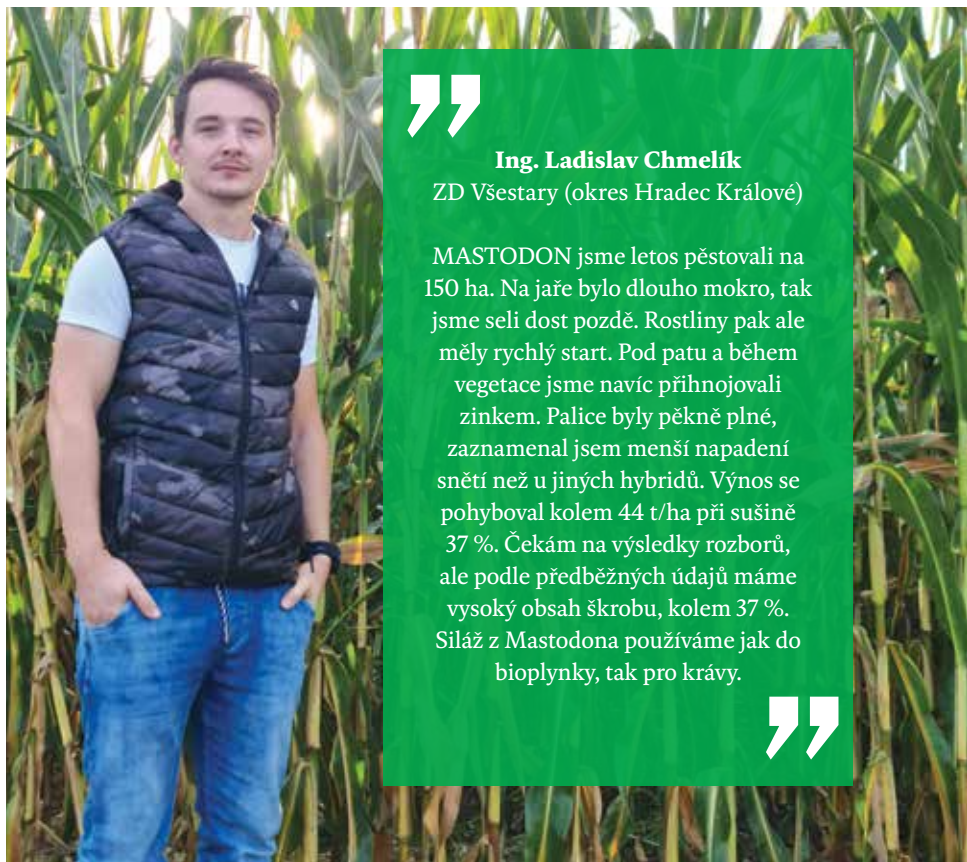 ”
Ing. Ladislav Chmelík
ZD Všestary (okres Hradec Králové)
MASTODON jsme letos pěstovali na
150 ha. Na jaře bylo dlouho mokro, tak
jsme seli dost pozdě. Rostliny pak ale
měly rychlý start. Pod patu a během
vegetace jsme navíc přihnojovali
zinkem. Palice byly pěkně plné,
zaznamenal jsem menší napadení
snětí než u jiných hybridů. Výnos se
pohyboval kolem 44 t/ha při sušině
37 %. Čekám na výsledky rozborů,
ale podle předběžných údajů máme
vysoký obsah škrobu, kolem 37 %.
Siláž z Mastodona používáme jak do
bioplynky, tak pro krávy.
”